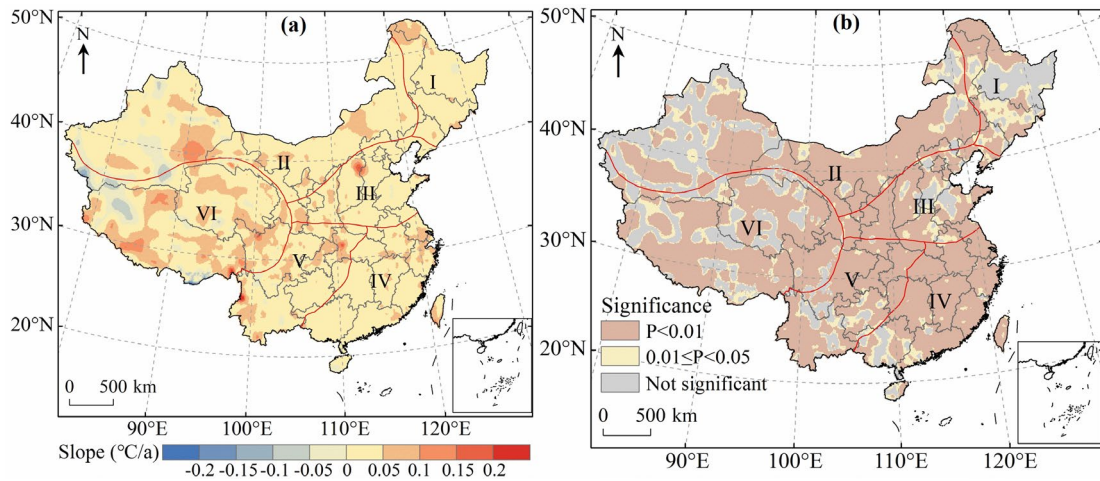 (a)
50°N
40°N
30°N
20°N
N
I
II
III
VI
V
IV
0 500 km
90°E 100°E 110°E 120°E
Slope (℃/a)
-0.2 -0.15 -0.1 -0.05 0 0.05 0.1 0.15 0.2
(b)
50°N
40°N
30°N
20°N
N
I
II
III
VI
V
IV
Significance
P<0.01
0.01≤P<0.05
Not significant
0 500 km
90°E 100°E 110°E 120°E